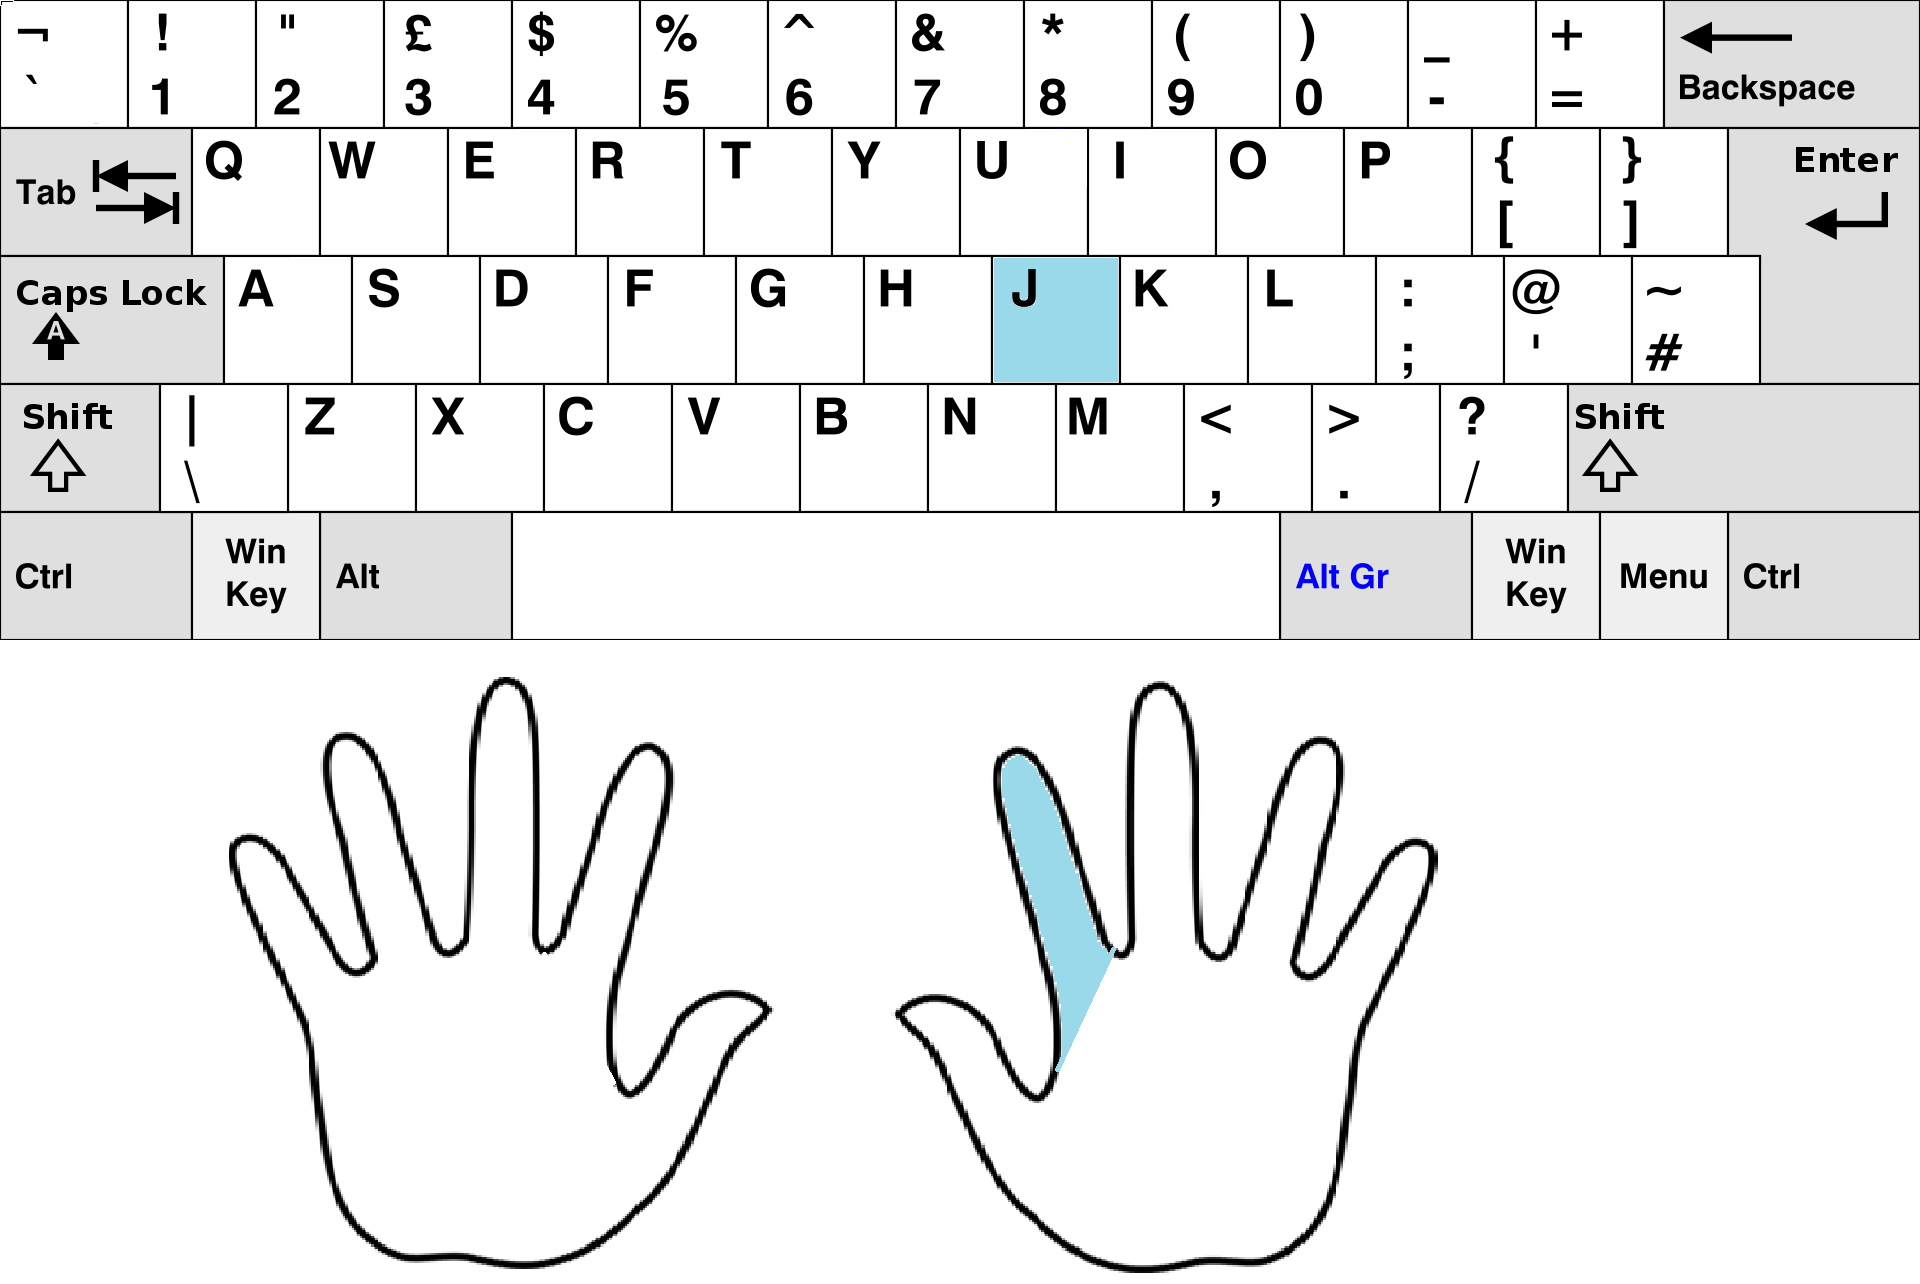 ¬ ! " £ $ % ^ & * ( ) _ +
` 1 2 3 4 5 6 7 8 9 0 - = Backspace
Tab Q W E R T Y U I O P { } Enter
[ ]
Caps Lock A S D F G H J K L : @ ~
A ; ' #
Shift | Z X C V B N M < > ? Shift
\ , . /
Ctrl Win Key Alt Alt Gr Win Key Menu Ctrl